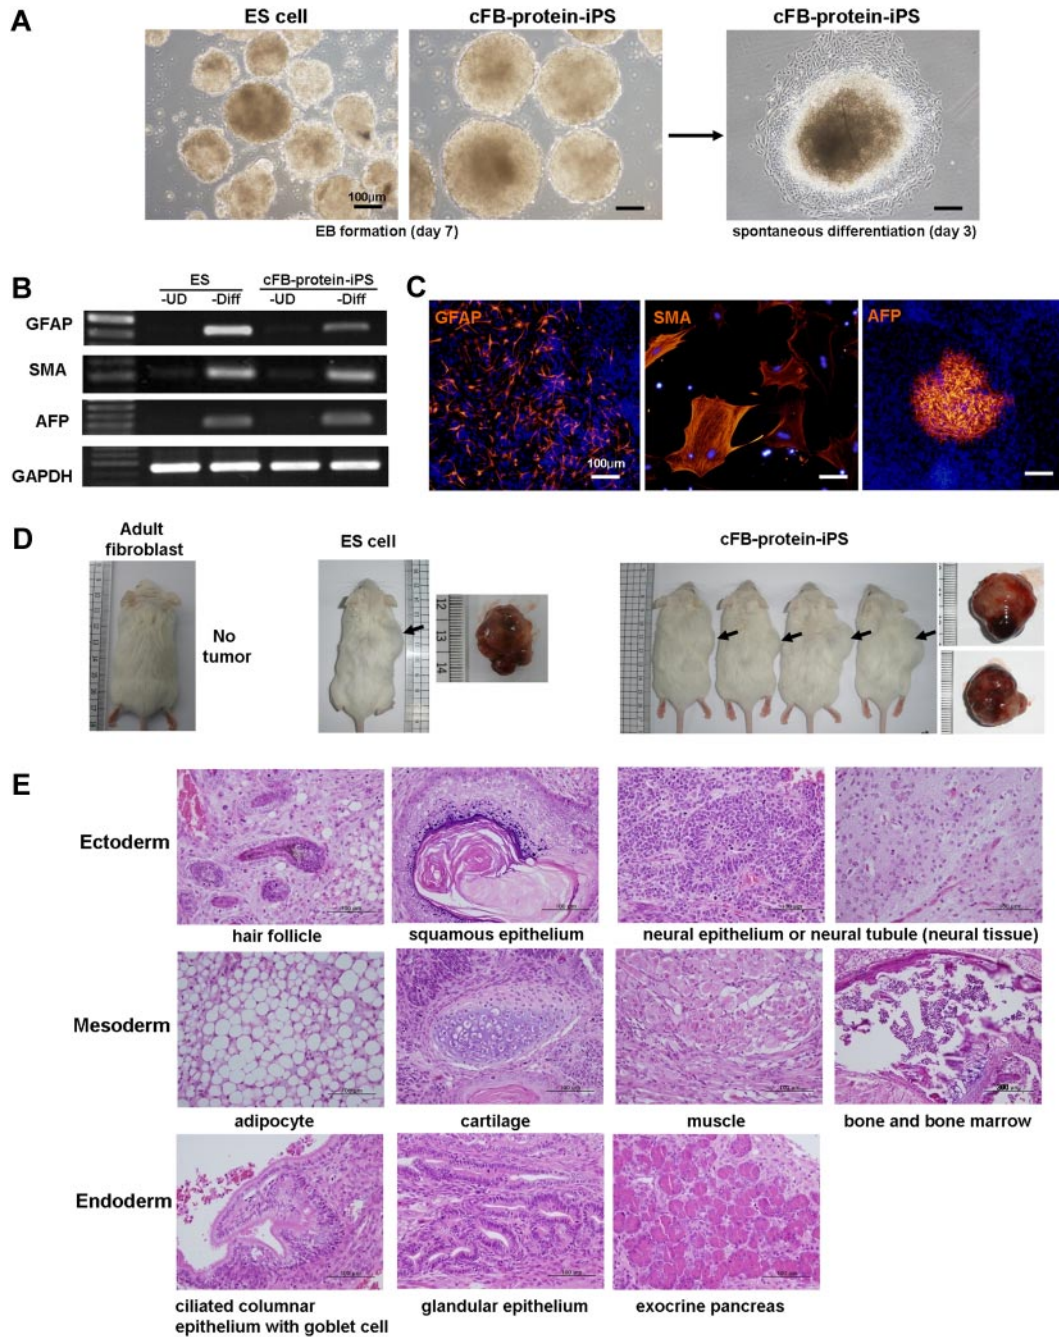 A
ES cell
cFB-protein-iPS
cFB-protein-iPS
100μm
EB formation (day 7)
spontaneous differentiation (day 3)
B
ES
cFB-protein-iPS
-UD
-Diff
-UD
-Diff
GFAP
SMA
AFP
GAPDH
C
GFAP
SMA
AFP
100μm
D
Adult
fibroblast
ES cell
cFB-protein-iPS
No
tumor
12
13
14
E
Ectoderm
hair follicle
squamous epithelium
neural epithelium or neural tubule (neural tissue)
Mesoderm
adipocyte
cartilage
muscle
bone and bone marrow
Endoderm
ciliated columnar
epithelium with goblet cell
glandular epithelium
exocrine pancreas